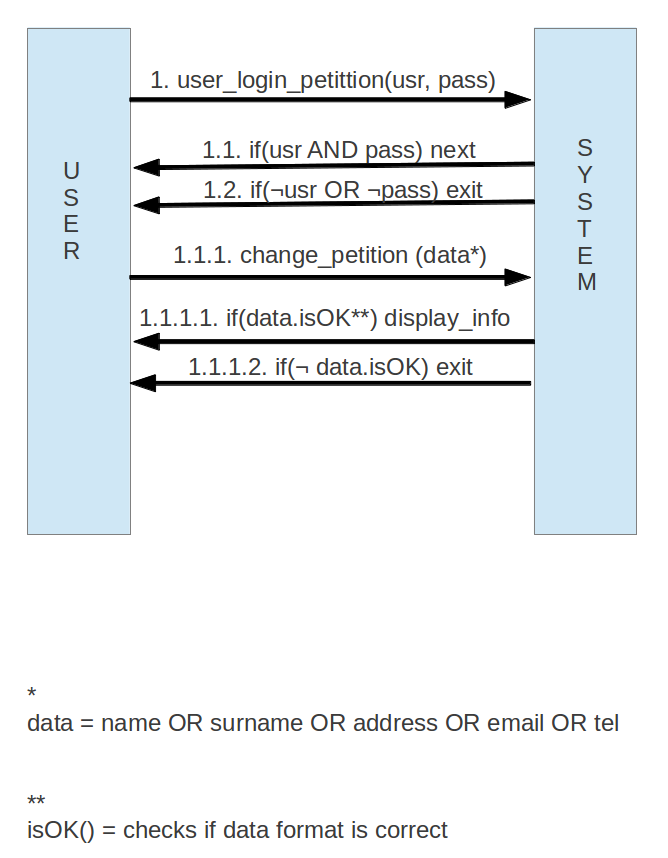 1. user_login_petittion(usr, pass)
1.1. if(usr AND pass) next
1.2. if(¬usr OR ¬pass) exit
USER
SYSTEM
1.1.1. change_petition (data*)
1.1.1.1. if(data.isOK**) display_info
1.1.1.2. if(¬ data.isOK) exit
*
data = name OR surname OR address OR email OR tel
**
isOK() = checks if data format is correct